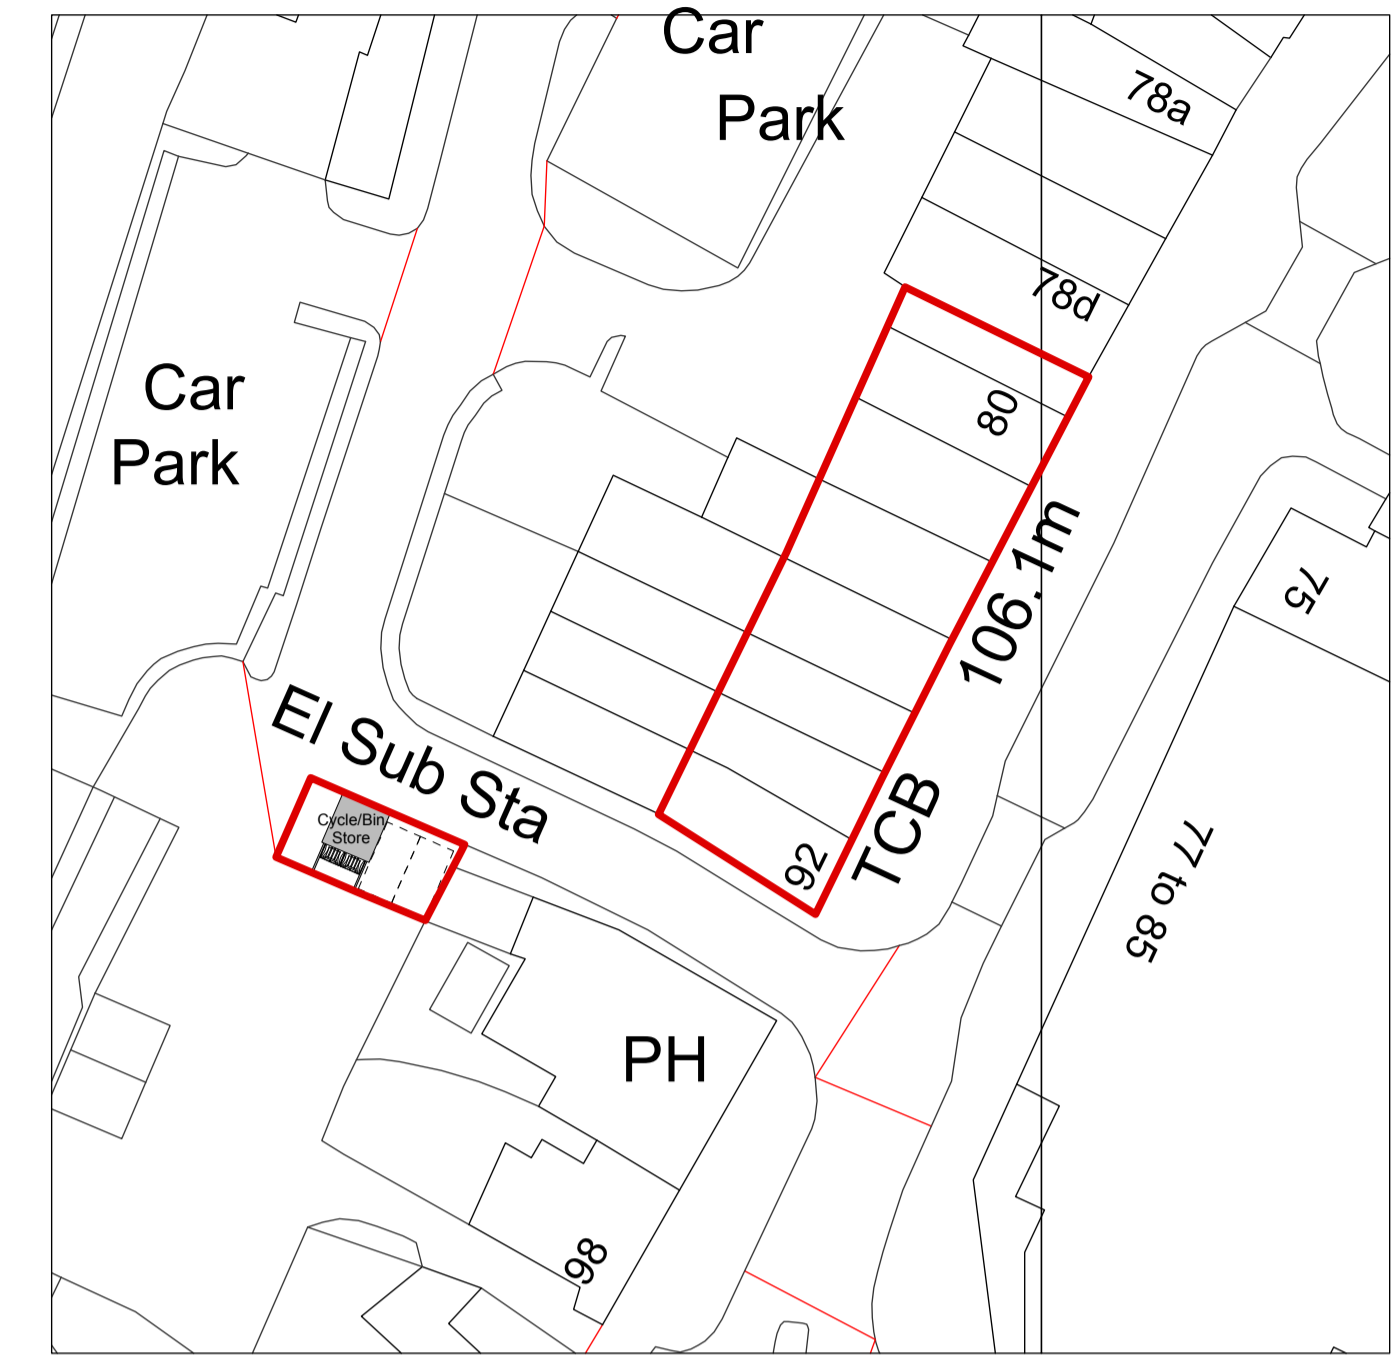 Car
Park
78a
78d
Car
Park
80
106.1m
75
El Sub Sta
Cycle/Bin
Store
TCB
92
77 to 85
PH
98